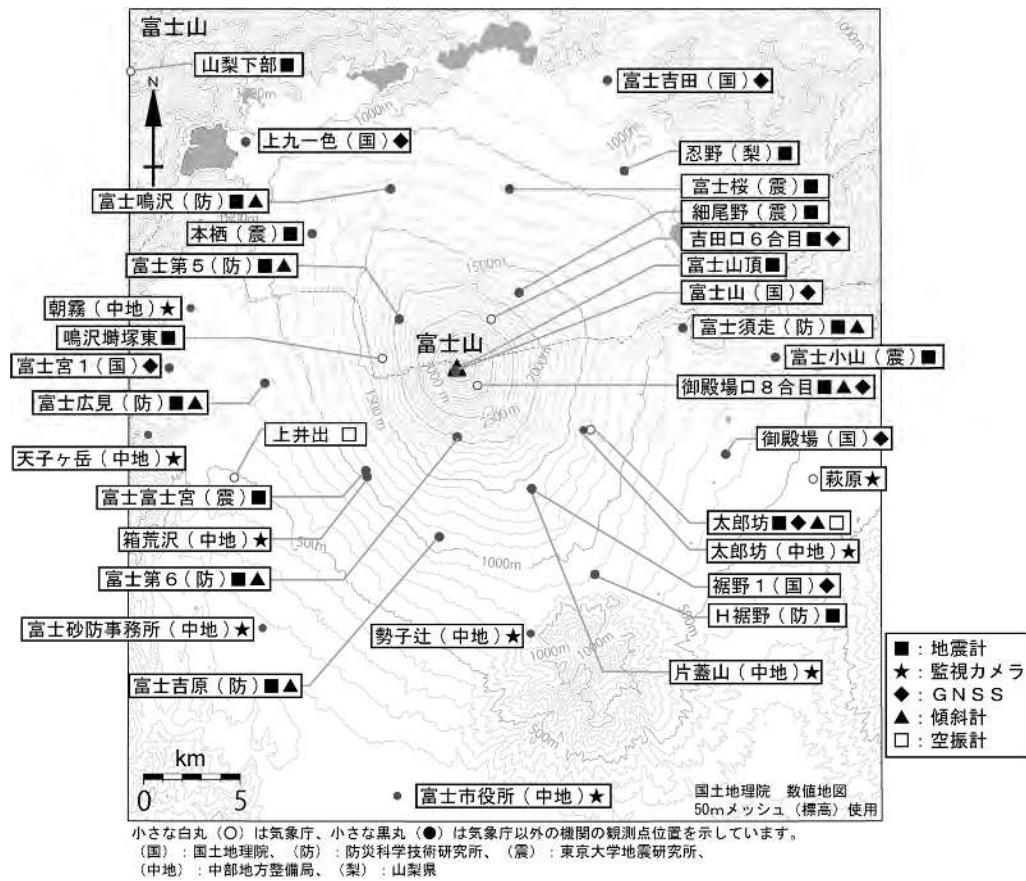 富士山
山梨下部■
N
富士吉田(国)◆
1000m
1000m
1000m
1000m
上九一色(国)◆
忍野(梨)■
富士鳴沢(防)■▲
富士桜(震)■
細尾野(震)■
1500m
本栖(震)■
吉田口6合目■◆
富士第5(防)■▲
1500m
富士山頂■
富士山(国)◆
朝霧(中地)★
富士須走(防)■▲
鳴沢塒塚東■
富士山
2000m
富士小山(震)■
富士宮1(国)◆
3000m
御殿場口8合目■▲◆
富士広見(防)■▲
1500m
2500m
上井出 □
御殿場(国)◆
天子ヶ岳(中地)★
萩原★
富士富士宮(震)■
太郎坊■◆▲□
箱荒沢(中地)★
500m
太郎坊(中地)★
1000m
富士第6(防)■▲
裾野1(国)◆
H裾野(防)■
500m
富士砂防事務所(中地)★
勢子辻(中地)★
1000m
1000m
片蓋山(中地)★
富士吉原(防)■▲
500m
■:地震計
★:監視カメラ
◆:GNSS
▲:傾斜計
□:空振計
km
0 5
富士市役所(中地)★
国土地理院 数値地図
50mメッシュ(標高)使用
小さな白丸(○)は気象庁、小さな黒丸(●)は気象庁以外の機関の観測点位置を示しています。
(国):国土地理院、(防):防災科学技術研究所、(震):東京大学地震研究所、
(中地):中部地方整備局、(梨):山梨県